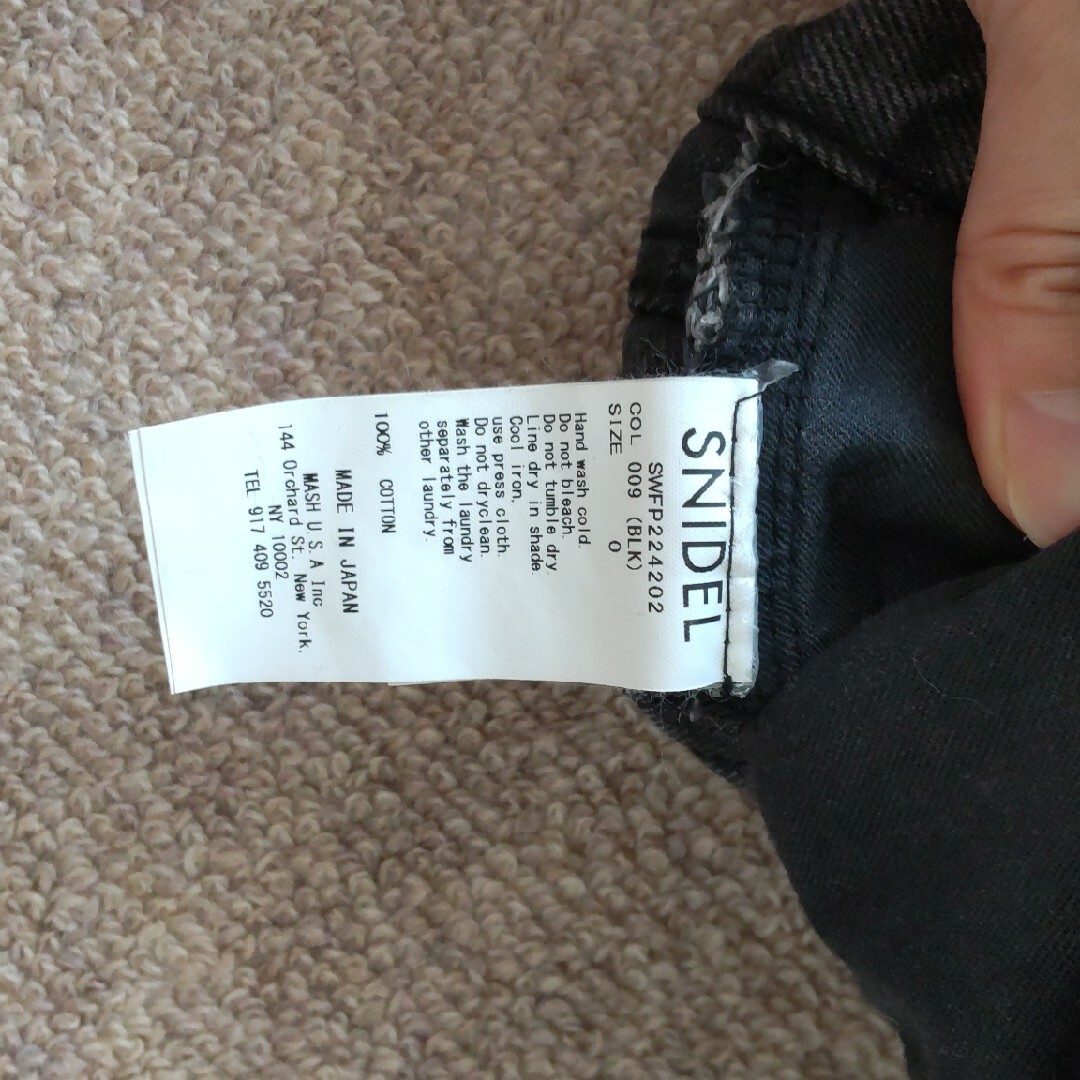 SNIDEL
SWFP224202
COL 009 (BLK)
SIZE 0
Hand wash cold.
Do not bleach.
Do not tumble dry.
Line dry in shade.
Cool iron,
use press cloth.
Do not dryclean.
Wash the laundry
separately from
other laundry.
100% COTTON
MADE IN JAPAN
MASH U.S.A Inc
144 Orchard St. New York,
NY 10002
TEL 917 409 5520